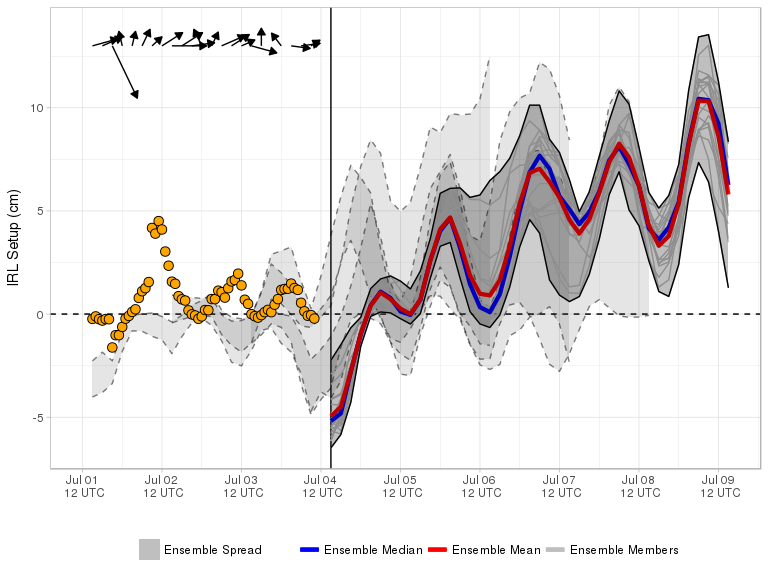 IRL Setup (cm)
10
5
0
-5
Jul 01 Jul 02 Jul 03 Jul 04 Jul 05 Jul 06 Jul 07 Jul 08 Jul 09
12 UTC 12 UTC 12 UTC 12 UTC 12 UTC 12 UTC 12 UTC 12 UTC 12 UTC
Ensemble Spread Ensemble Median Ensemble Mean Ensemble Members